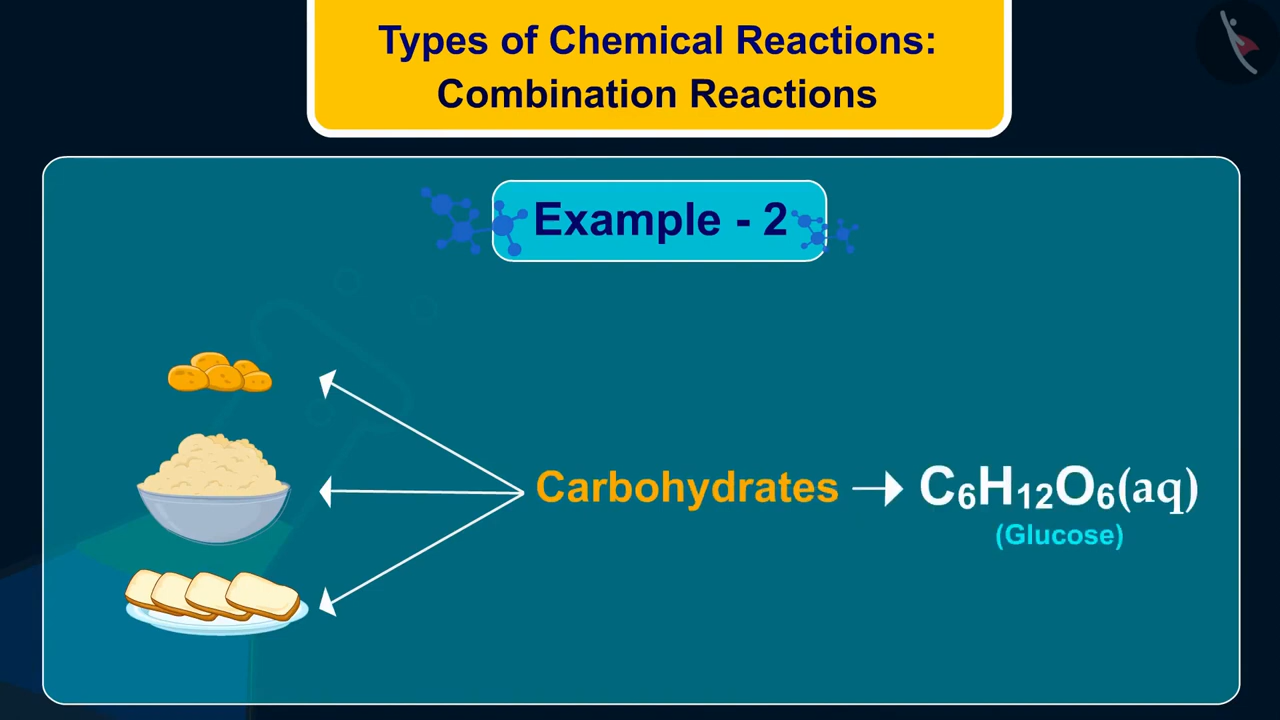 Types of Chemical Reactions:
Combination Reactions
Example - 2
Carbohydrates → C₆H₁₂O₆(aq)
(Glucose)